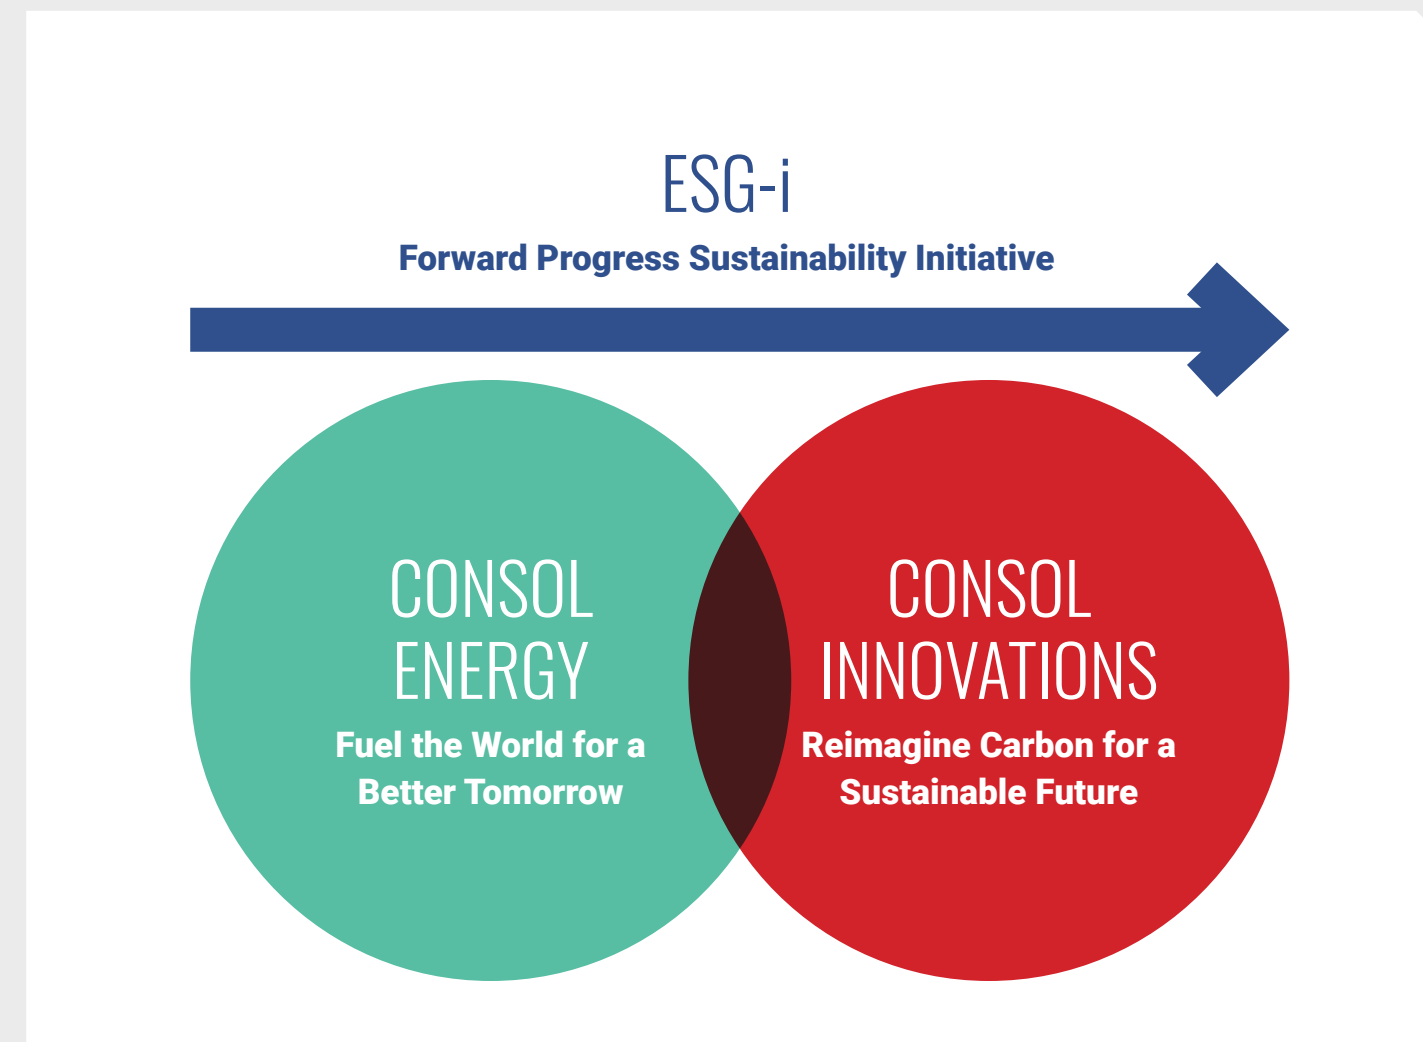 ESG-i
Forward Progress Sustainability Initiative
CONSOL
ENERGY
Fuel the World for a
Better Tomorrow
CONSOL
INNOVATIONS
Reimagine Carbon for a
Sustainable Future